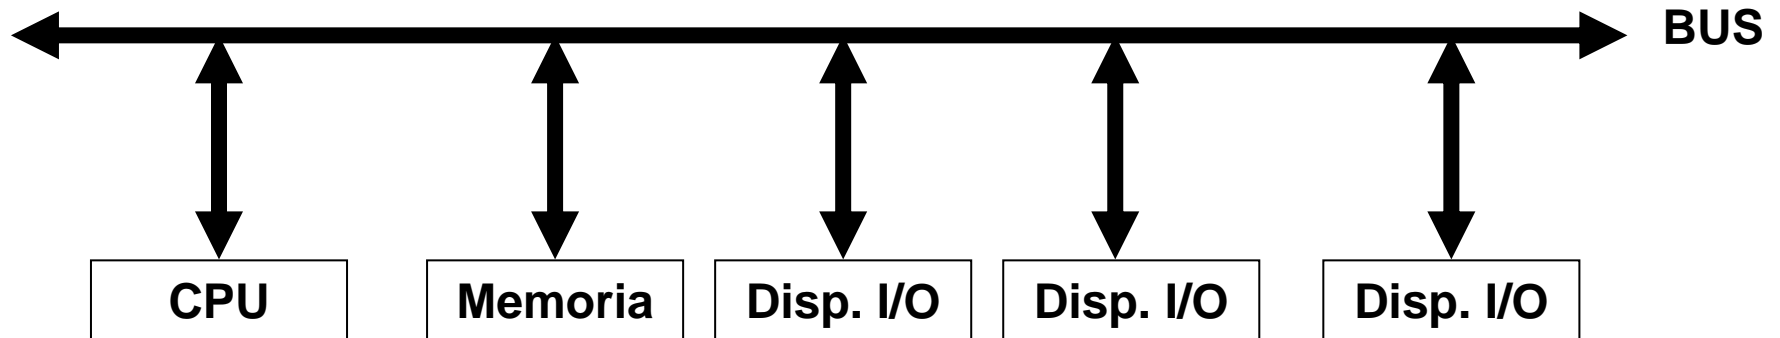 BUS
CPU
Memoria
Disp. I/O
Disp. I/O
Disp. I/O